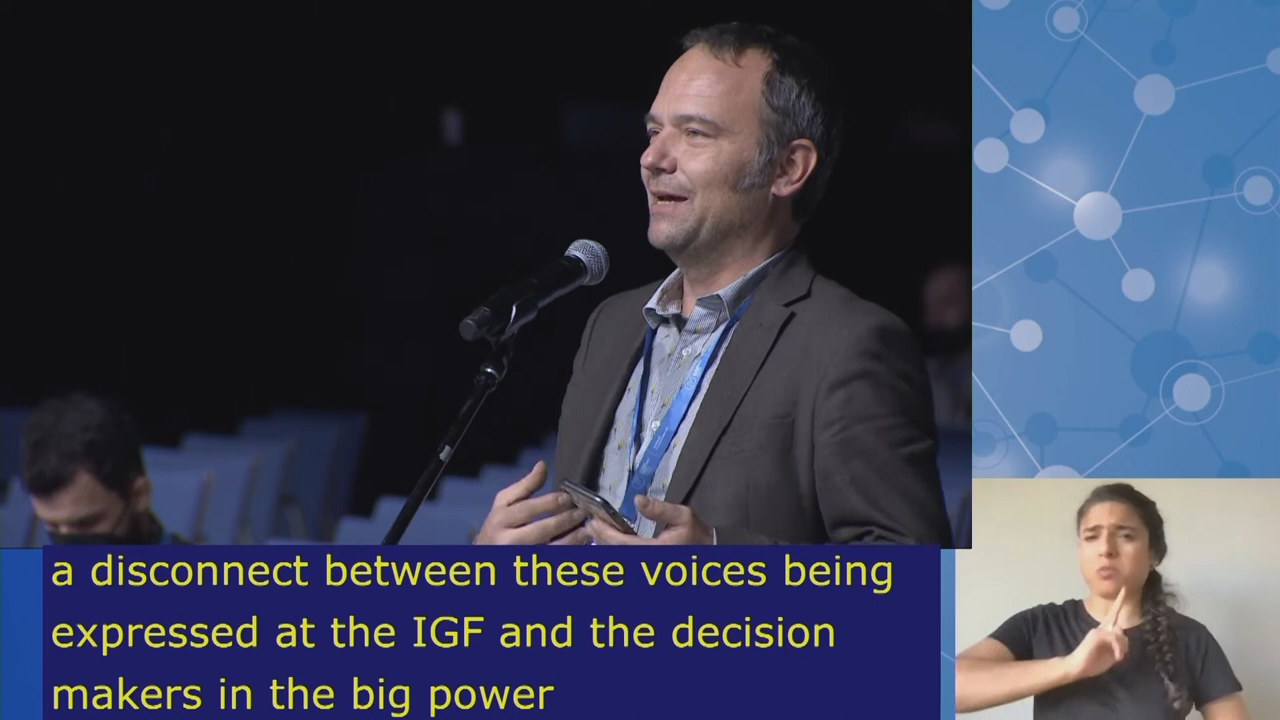 a disconnect between these voices being
expressed at the IGF and the decision
makers in the big power